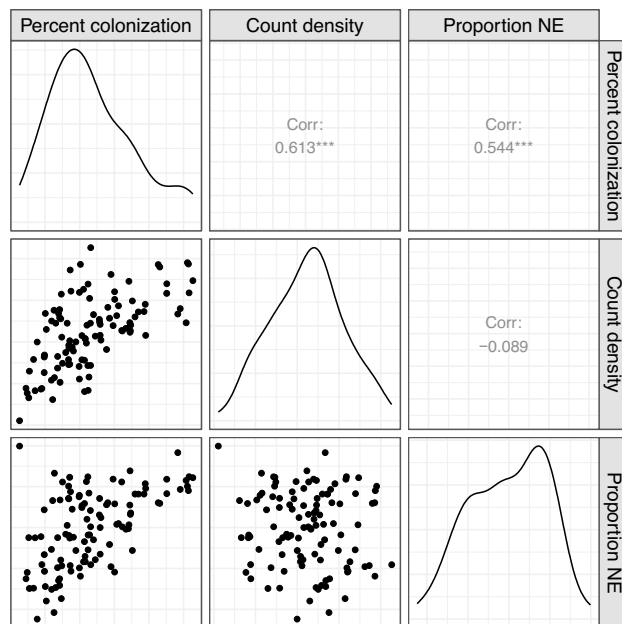 Percent colonization
Count density
Proportion NE
Percent colonization
Corr:
0.613***
Corr:
0.544***
Count density
Corr:
−0.089
Proportion NE